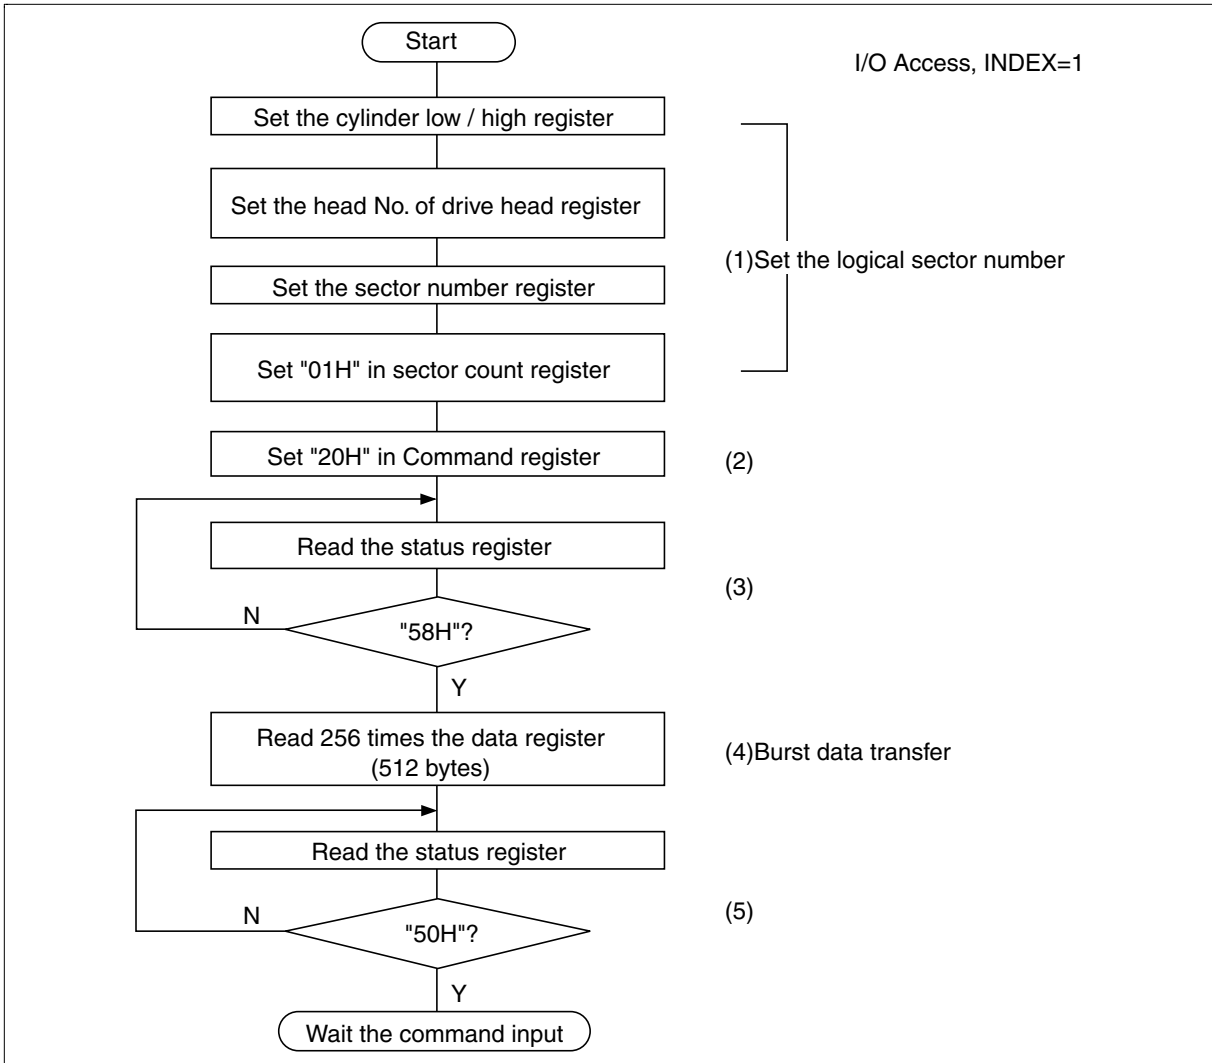 Start
I/O Access, INDEX=1
Set the cylinder low / high register
Set the head No. of drive head register
(1)Set the logical sector number
Set the sector number register
Set "01H" in sector count register
Set "20H" in Command register
(2)
Read the status register
(3)
N
"58H"?
Y
Read 256 times the data register
(512 bytes)
(4)Burst data transfer
Read the status register
N
"50H"?
(5)
Y
Wait the command input